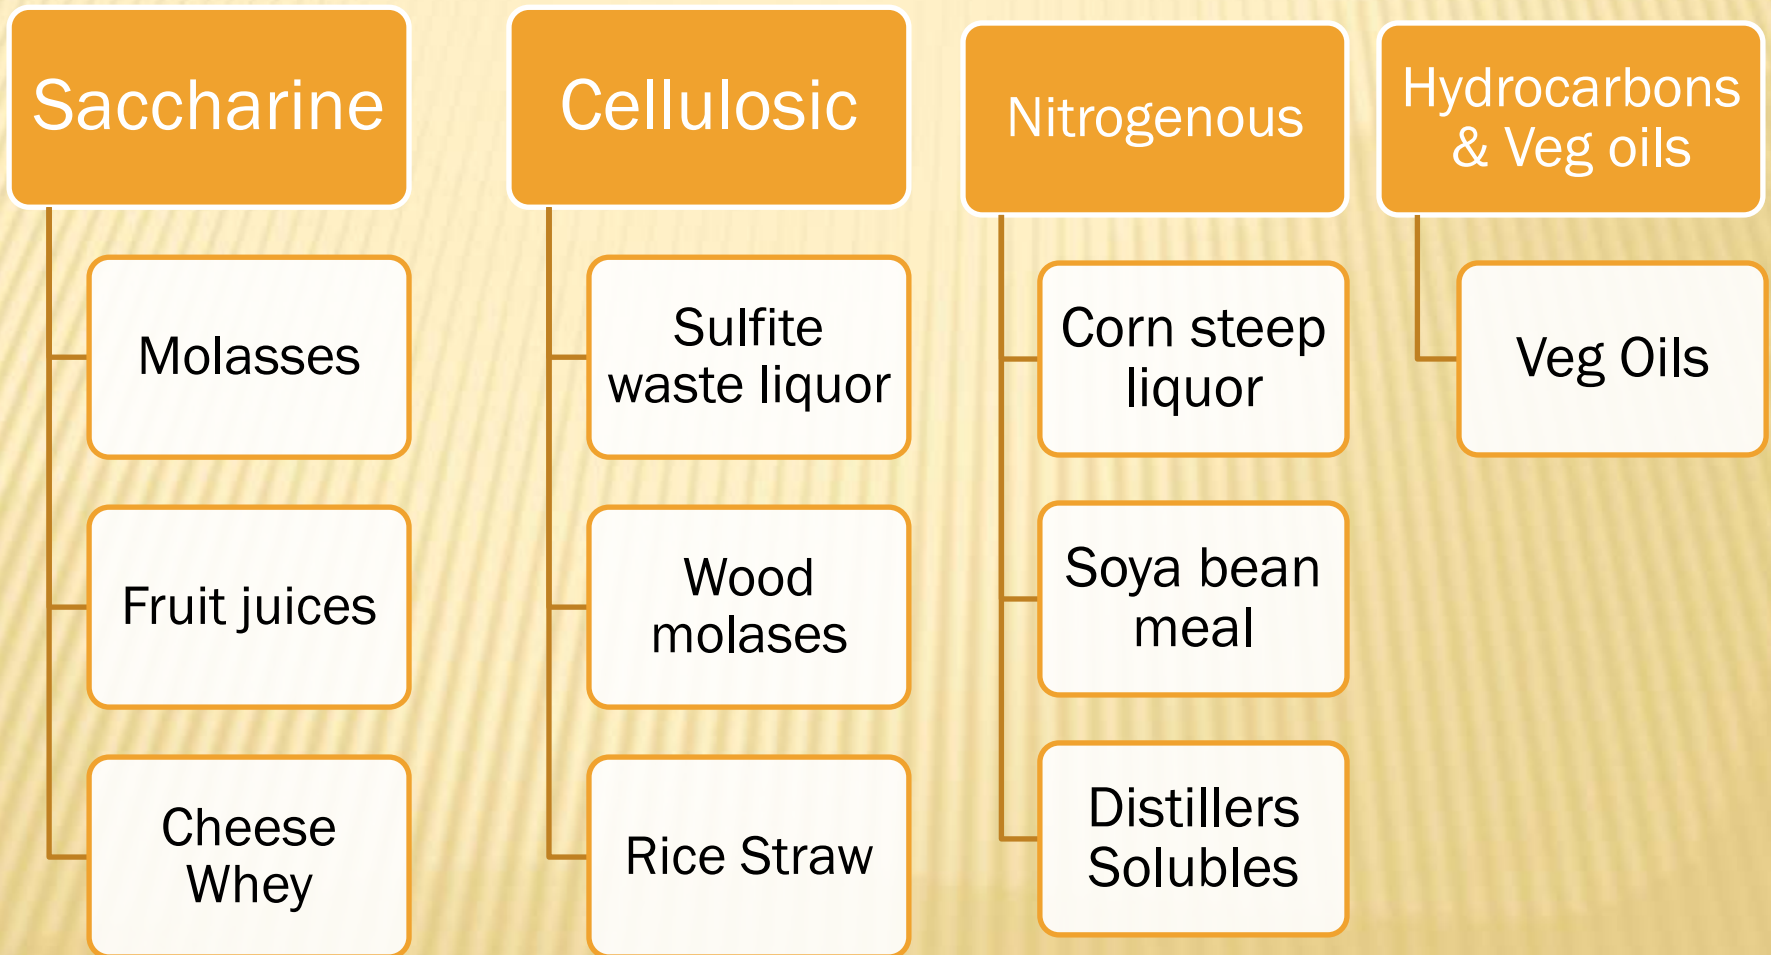 Saccharine
Molasses
Fruit juices
Cheese
Whey
Cellulosic
Sulfite
waste liquor
Wood
molases
Rice Straw
Nitrogenous
Corn steep
liquor
Soya bean
meal
Distillers
Solubles
Hydrocarbons
& Veg oils
Veg Oils